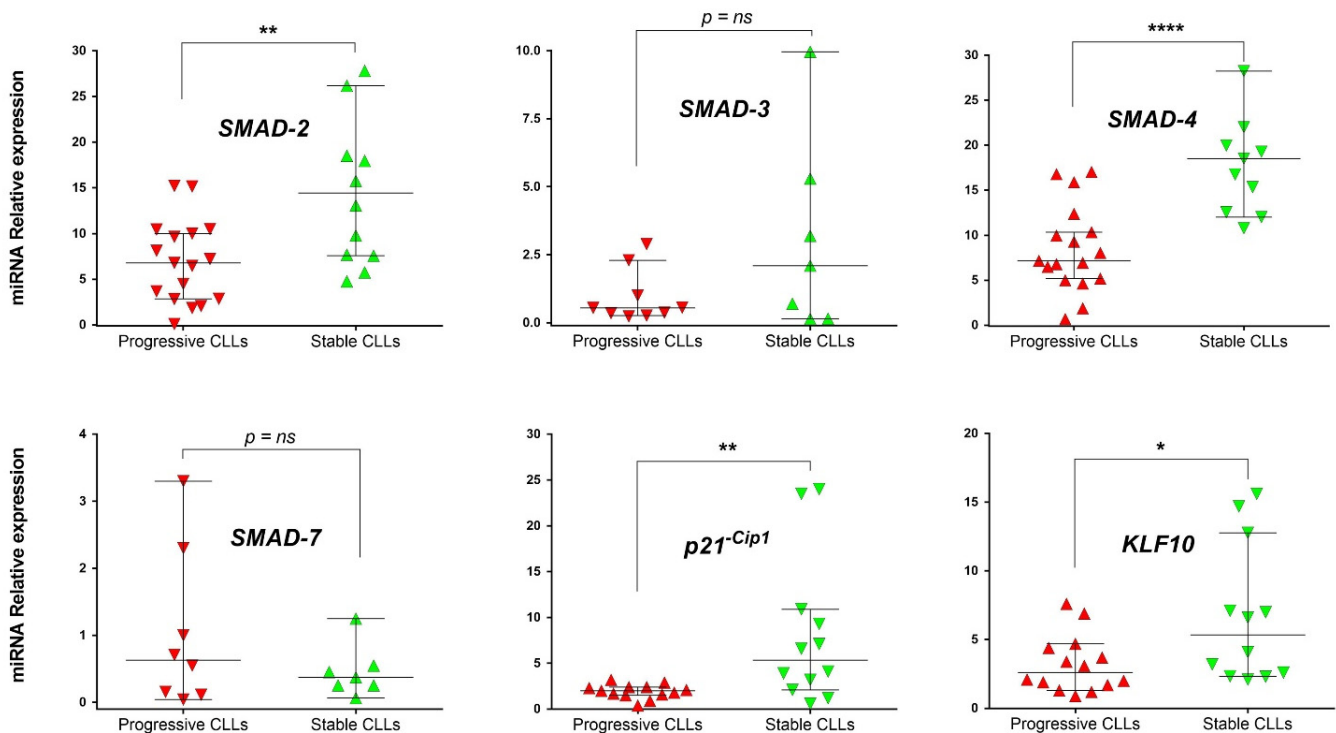 **
p = ns
****
30
25
20
15
10
5
0
miRNA Relative expression
SMAD-2
Progressive CLLs
Stable CLLs
10.0
7.5
5.0
2.5
0.0
SMAD-3
Progressive CLLs
Stable CLLs
30
25
20
15
10
5
0
SMAD-4
Progressive CLLs
Stable CLLs
p = ns
**
*
4
3
2
1
0
miRNA Relative expression
SMAD-7
Progressive CLLs
Stable CLLs
30
25
20
15
10
5
0
p21-Cip1
Progressive CLLs
Stable CLLs
20
15
10
5
0
KLF10
Progressive CLLs
Stable CLLs